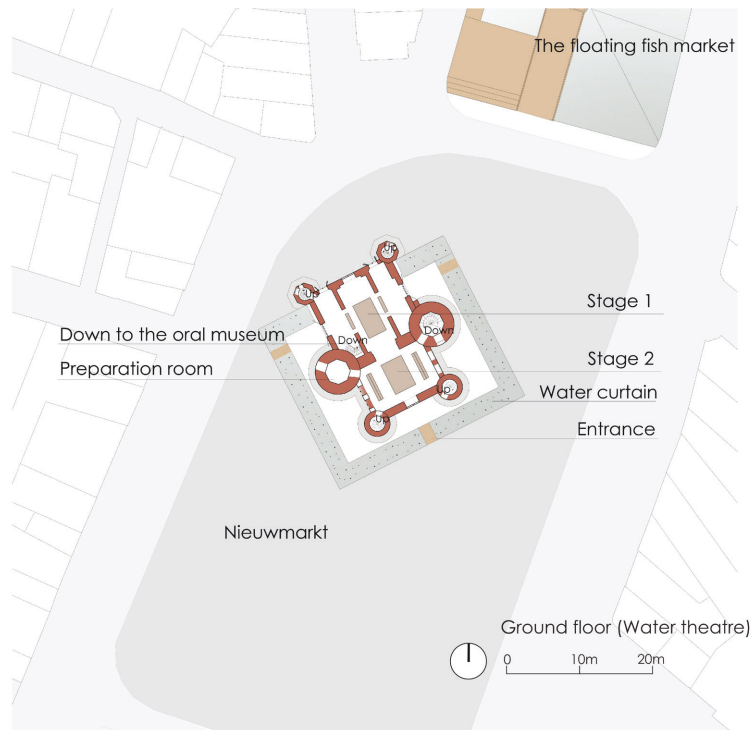 The floating fish market
Up
Up
Stage 1
Down
Down to the oral museum
Down
Stage 2
Preparation room
Water curtain
Up
Up
Entrance
Nieuwmarkt
Ground floor (Water theatre)
0 10m 20m